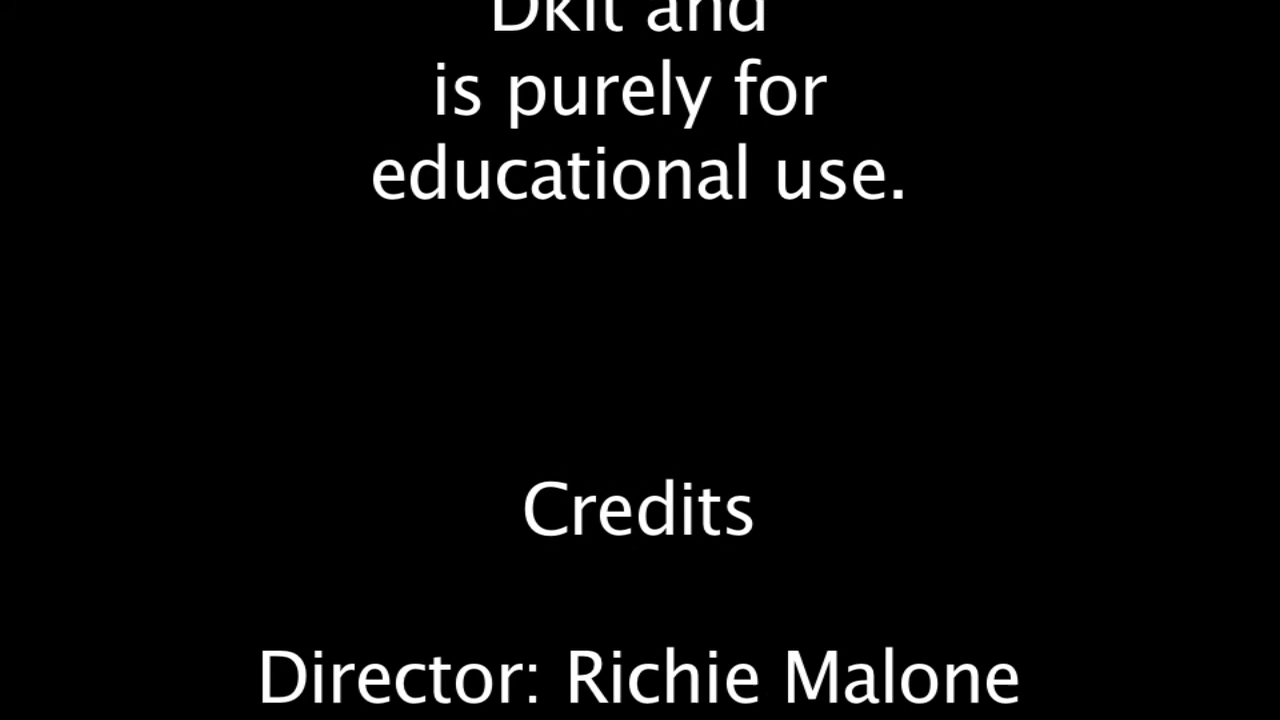 Dkit and
is purely for
educational use.
Credits
Director: Richie Malone